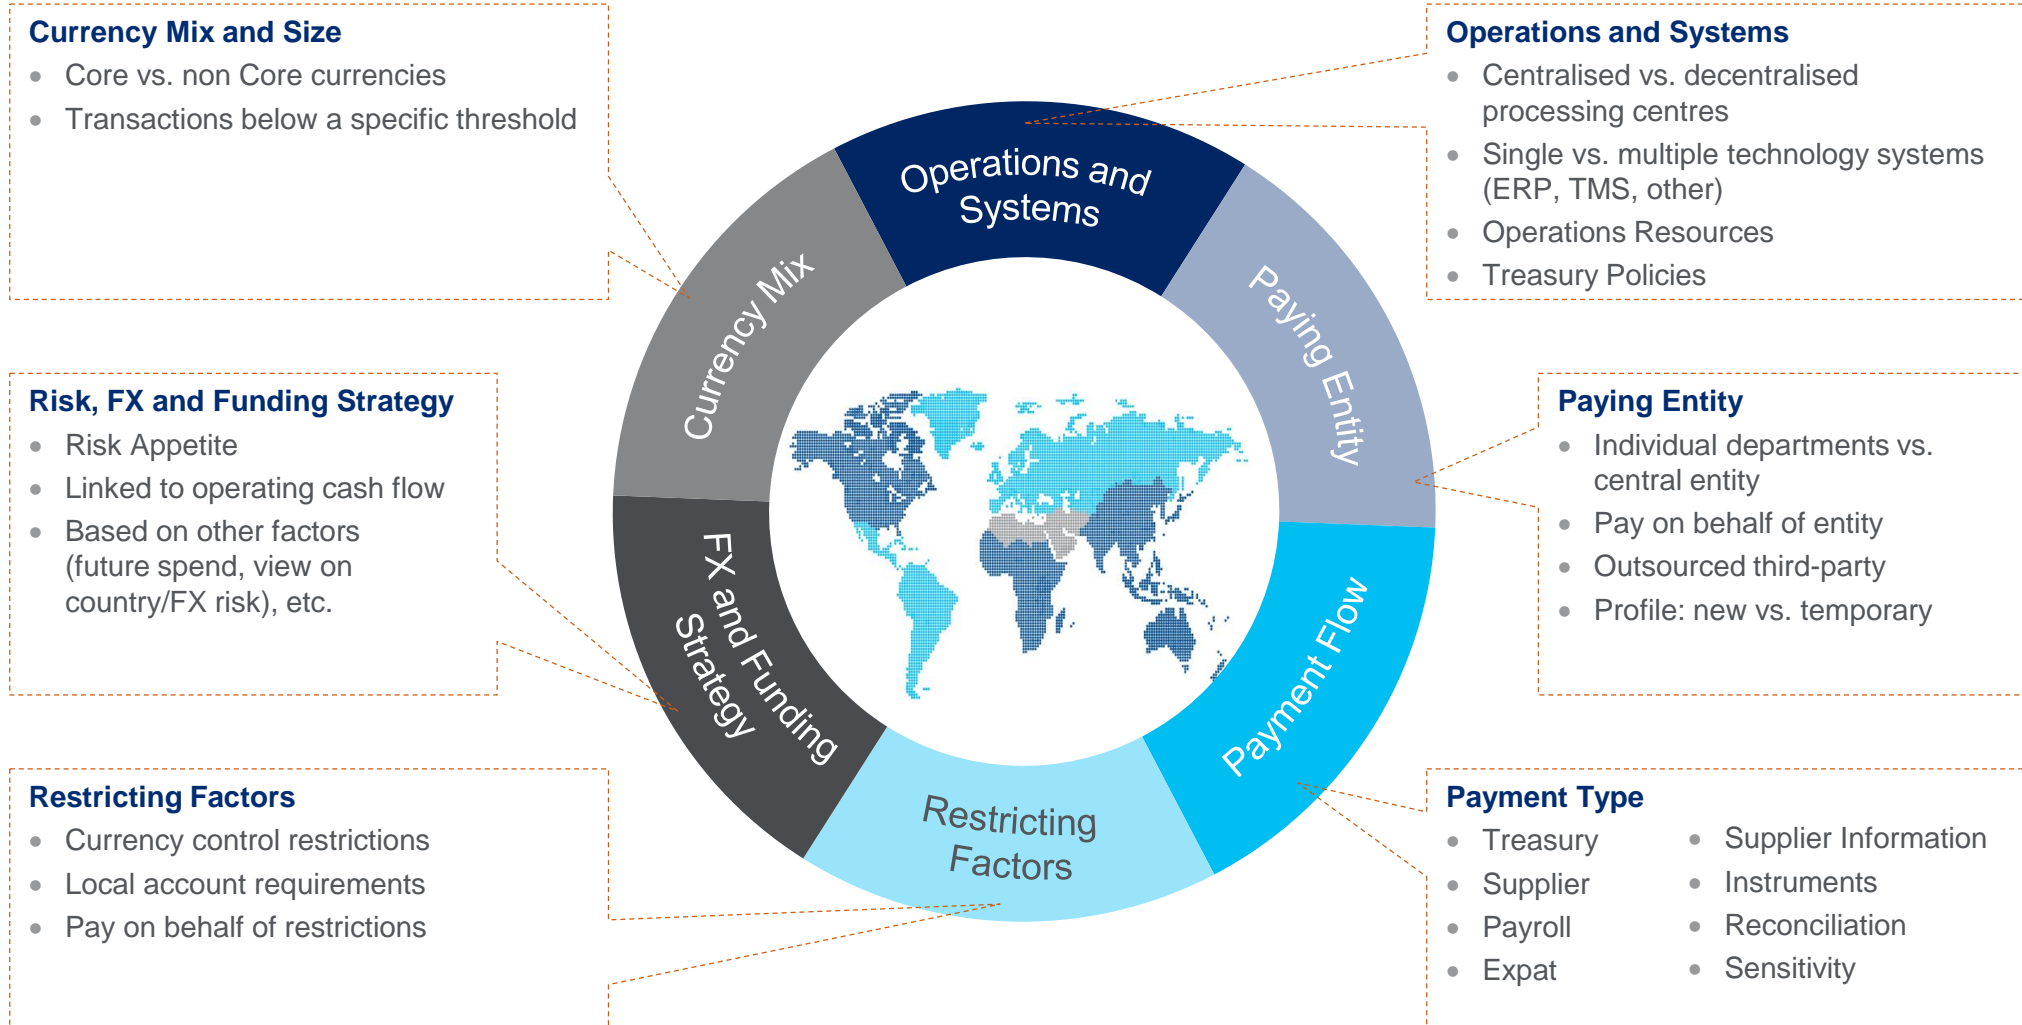 Currency Mix and Size
Core vs. non Core currencies
Transactions below a specific threshold
Risk, FX and Funding Strategy
Risk Appetite
Linked to operating cash flow
Based on other factors
(future spend, view on
country/FX risk), etc.
Restricting Factors
Currency control restrictions
Local account requirements
Pay on behalf of restrictions
Operations and
Systems
Paying Entity
Payment Flow
Restricting
Factors
FX and Funding
Strategy
Currency Mix
Operations and Systems
Centralised vs. decentralised
processing centres
Single vs. multiple technology systems
(ERP, TMS, other)
Operations Resources
Treasury Policies
Paying Entity
Individual departments vs.
central entity
Pay on behalf of entity
Outsourced third-party
Profile: new vs. temporary
Payment Type
Treasury
Supplier
Payroll
Expat
Supplier Information
Instruments
Reconciliation
Sensitivity